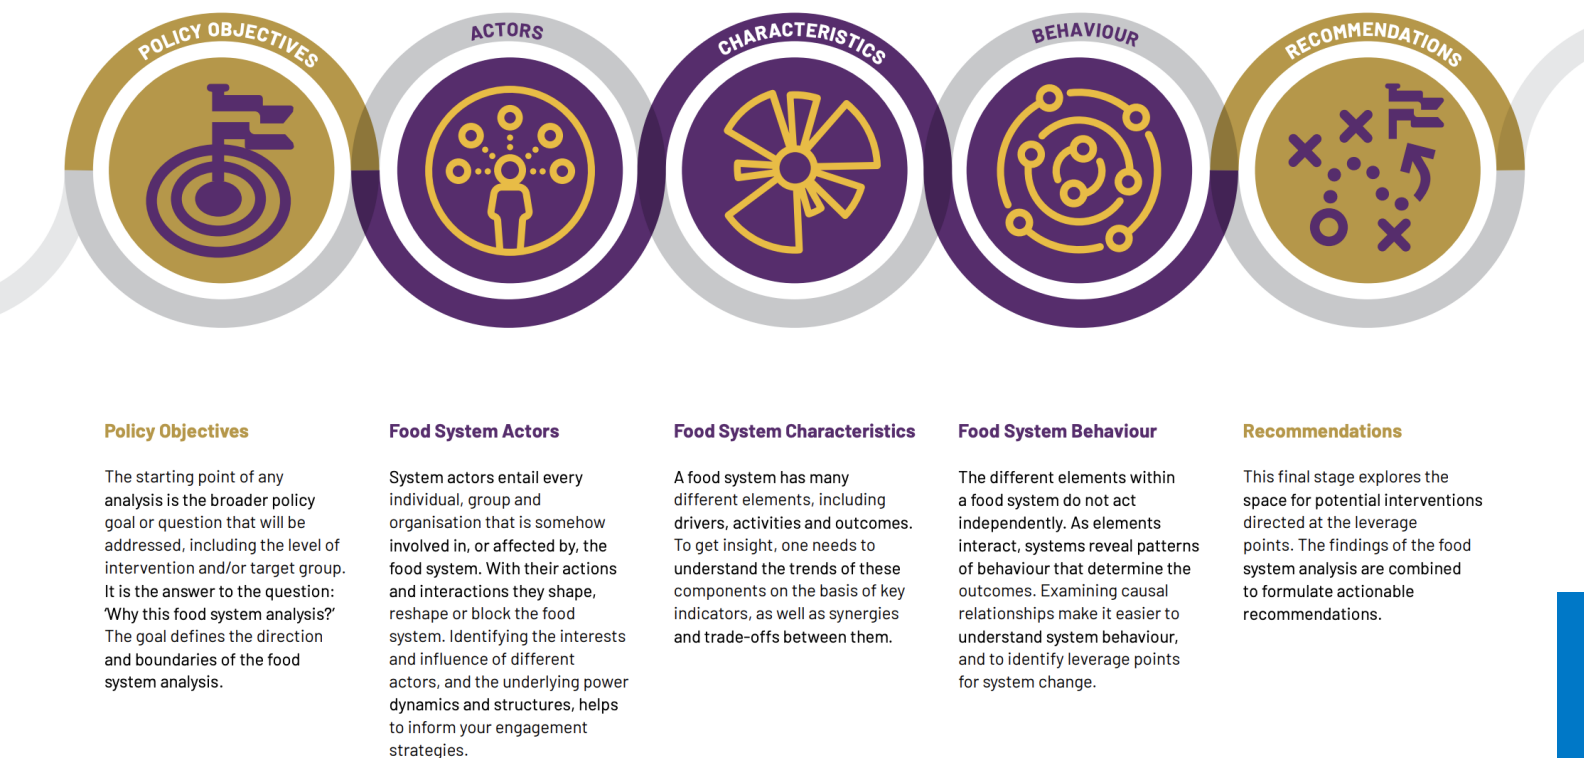 POLICY OBJECTIVES
ACTORS
CHARACTERISTICS
BEHAVIOUR
RECOMMENDATIONS
Policy Objectives
The starting point of any
analysis is the broader policy
goal or question that will be
addressed, including the level of
intervention and/or target group.
It is the answer to the question:
‘Why this food system analysis?’
The goal defines the direction
and boundaries of the food
system analysis.
Food System Actors
System actors entail every
individual, group and
organisation that is somehow
involved in, or affected by, the
food system. With their actions
and interactions they shape,
reshape or block the food
system. Identifying the interests
and influence of different
actors, and the underlying power
dynamics and structures, helps
to inform your engagement
strategies.
Food System Characteristics
A food system has many
different elements, including
drivers, activities and outcomes.
To get insight, one needs to
understand the trends of these
components on the basis of key
indicators, as well as synergies
and trade-offs between them.
Food System Behaviour
The different elements within
a food system do not act
independently. As elements
interact, systems reveal patterns
of behaviour that determine the
outcomes. Examining causal
relationships make it easier to
understand system behaviour,
and to identify leverage points
for system change.
Recommendations
This final stage explores the
space for potential interventions
directed at the leverage
points. The findings of the food
system analysis are combined
to formulate actionable
recommendations.